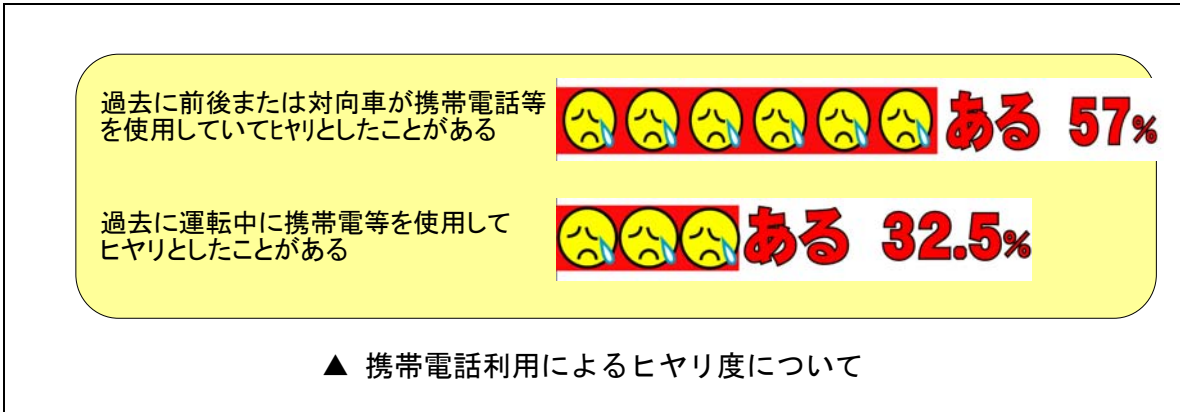 過去に前後または対向車が携帯電話等
を使用していてﾋﾔﾘとしたことがある
ある 57%
過去に運転中に携帯電等を使用して
ヒヤリとしたことがある
ある 32.5%
▲ 携帯電話利用によるヒヤリ度について